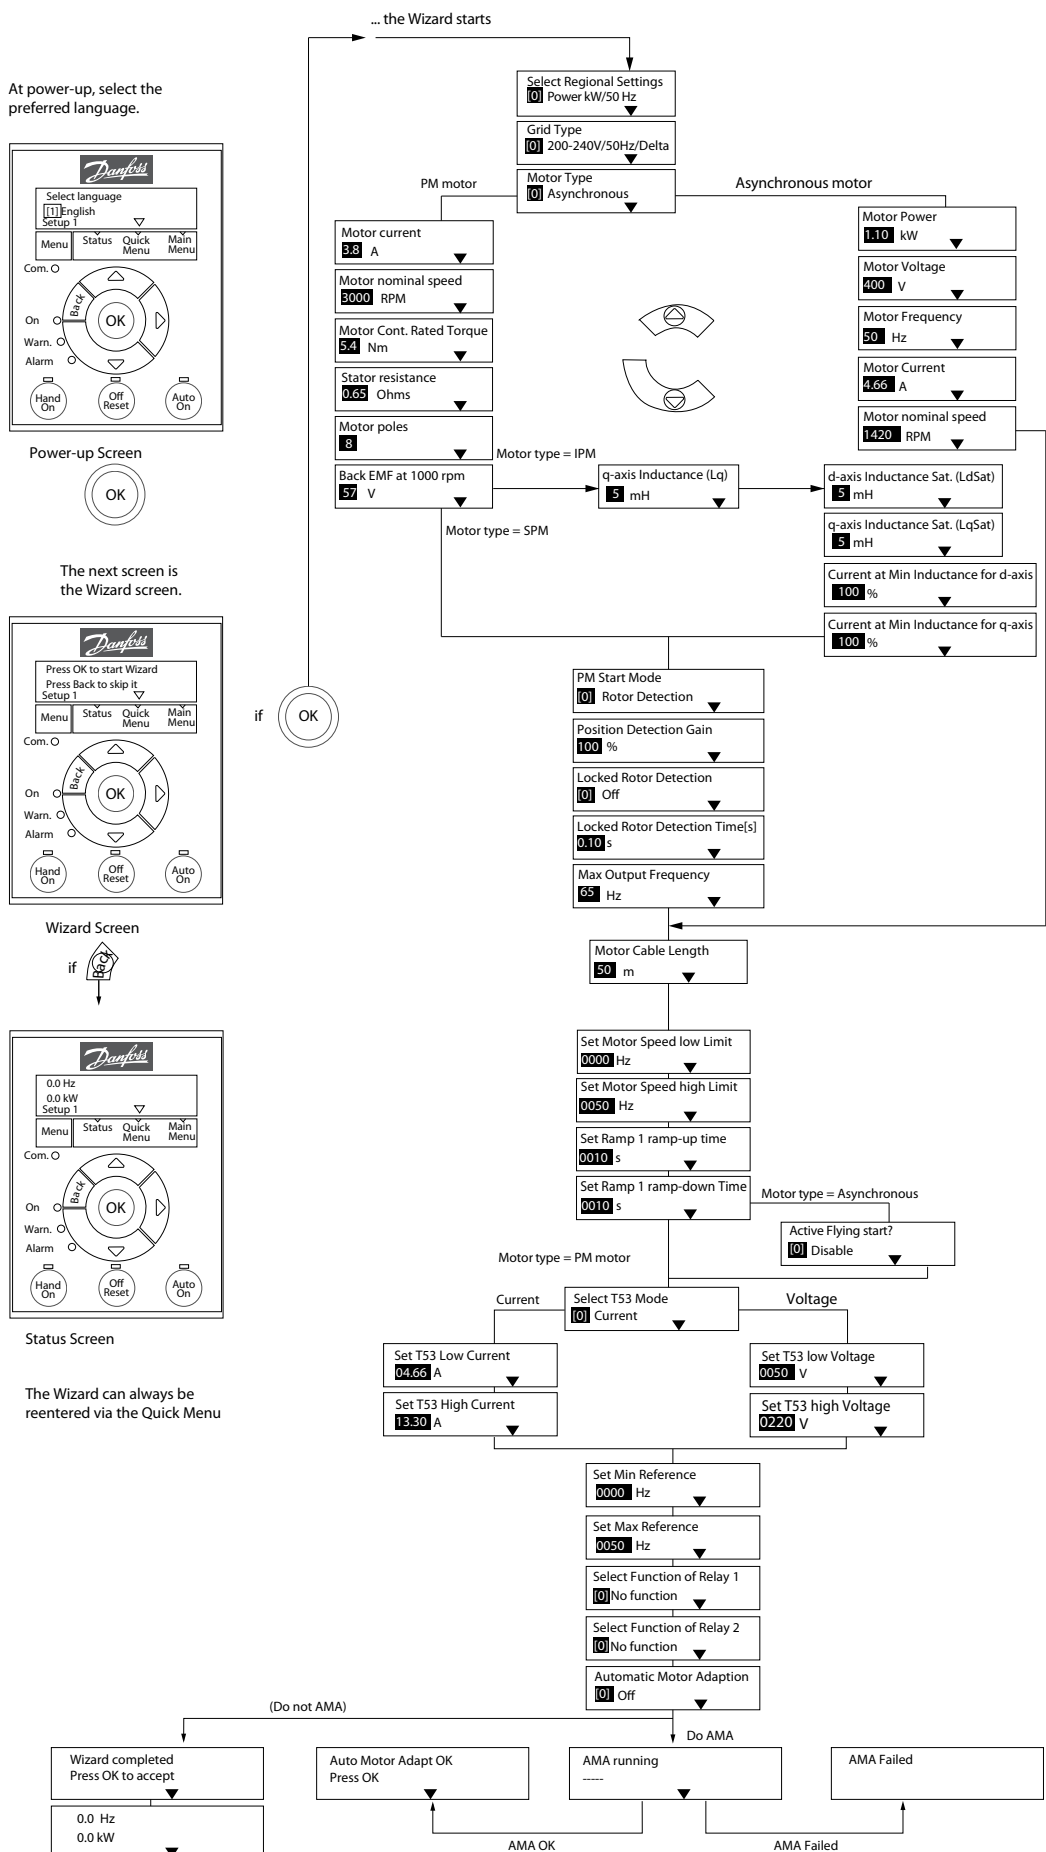 ... the Wizard starts
At power-up, select the
preferred language.
Danfoss
Select language
[1] English
Setup 1
Menu
Status
Quick
Menu
Main
Menu
Com.
Back
OK
On
Warn.
Alarm
Hand
On
Off
Reset
Auto
On
Power-up Screen
OK
The next screen is
the Wizard screen.
Danfoss
Press OK to start Wizard
Press Back to skip it
Setup 1
Menu
Status
Quick
Menu
Main
Menu
Com.
Back
OK
On
Warn.
Alarm
Hand
On
Off
Reset
Auto
On
Wizard Screen
if
Back
if
OK
Danfoss
0.0 Hz
0.0 kW
Setup 1
Menu
Status
Quick
Menu
Main
Menu
Com.
Back
OK
On
Warn.
Alarm
Hand
On
Off
Reset
Auto
On
Status Screen
The Wizard can always be
reentered via the Quick Menu
Select Regional Settings
[0] Power kW/50 Hz
Grid Type
[0] 200-240V/50Hz/Delta
Motor Type
[0] Asynchronous
PM motor
Asynchronous motor
Motor current
3.8 A
Motor nominal speed
3000 RPM
Motor Cont. Rated Torque
5.4 Nm
Stator resistance
0.65 Ohms
Motor poles
8
Back EMF at 1000 rpm
57 V
Motor Power
1.10 kW
Motor Voltage
400 V
Motor Frequency
50 Hz
Motor Current
4.66 A
Motor nominal speed
1420 RPM
Motor type = IPM
q-axis Inductance (Lq)
5 mH
d-axis Inductance Sat. (LdSat)
5 mH
q-axis Inductance Sat. (LqSat)
5 mH
Current at Min Inductance for d-axis
100 %
Current at Min Inductance for q-axis
100 %
Motor type = SPM
PM Start Mode
[0] Rotor Detection
Position Detection Gain
100 %
Locked Rotor Detection
[0] Off
Locked Rotor Detection Time[s]
0.10 s
Max Output Frequency
65 Hz
Motor Cable Length
50 m
Set Motor Speed low Limit
0000 Hz
Set Motor Speed high Limit
0050 Hz
Set Ramp 1 ramp-up time
0010 s
Set Ramp 1 ramp-down Time
0010 s
Motor type = Asynchronous
Active Flying start?
[0] Disable
Motor type = PM motor
Select T53 Mode
[0] Current
Current
Voltage
Set T53 Low Current
04.66 A
Set T53 High Current
13.30 A
Set T53 low Voltage
0050 V
Set T53 high Voltage
0220 V
Set Min Reference
0000 Hz
Set Max Reference
0050 Hz
Select Function of Relay 1
[0] No function
Select Function of Relay 2
[0] No function
Automatic Motor Adaption
[0] Off
(Do not AMA)
Do AMA
Wizard completed
Press OK to accept
0.0 Hz
0.0 kW
Auto Motor Adapt OK
Press OK
AMA running
-----
AMA Failed
AMA OK
AMA Failed